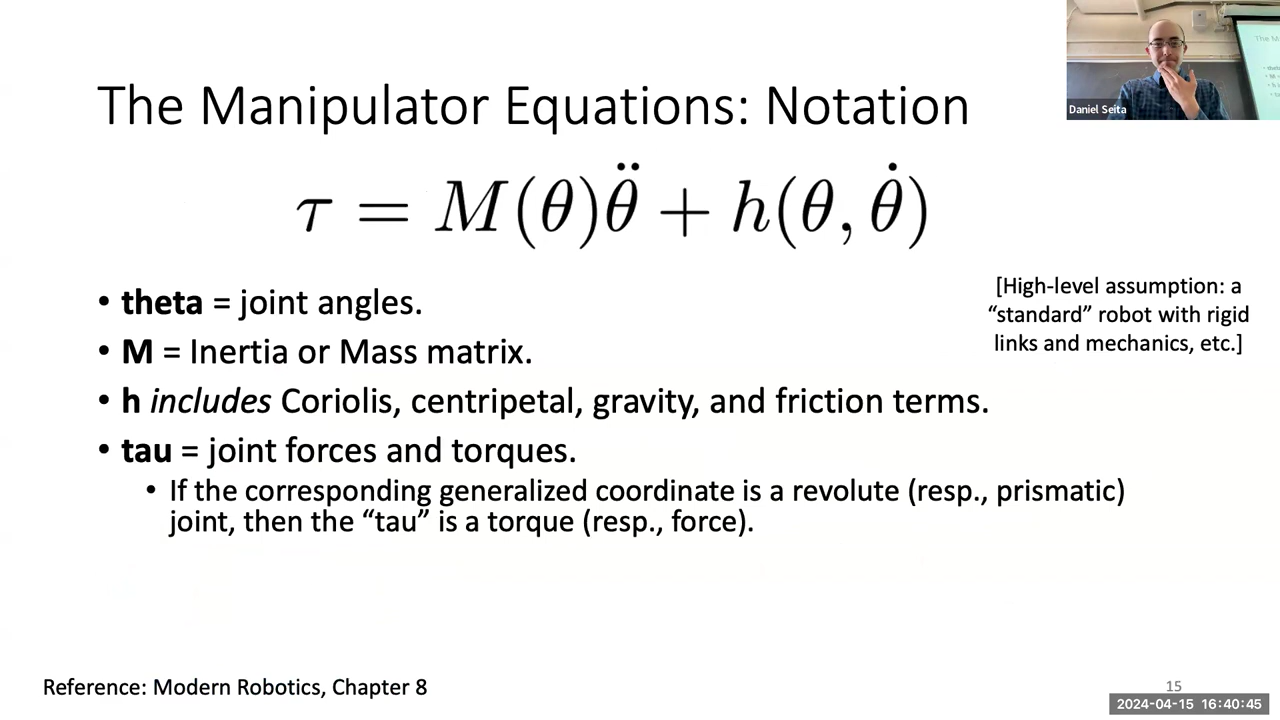 The Manipulator Equations: Notation
Daniel Seita
τ = M(θ)θ̈ + h(θ, θ̇)
• theta = joint angles.
• M = Inertia or Mass matrix.
• h includes Coriolis, centripetal, gravity, and friction terms.
• tau = joint forces and torques.
• If the corresponding generalized coordinate is a revolute (resp., prismatic)
joint, then the “tau” is a torque (resp., force).
[High-level assumption: a
“standard” robot with rigid
links and mechanics, etc.]
Reference: Modern Robotics, Chapter 8
15
2024-04-15 16:40:45